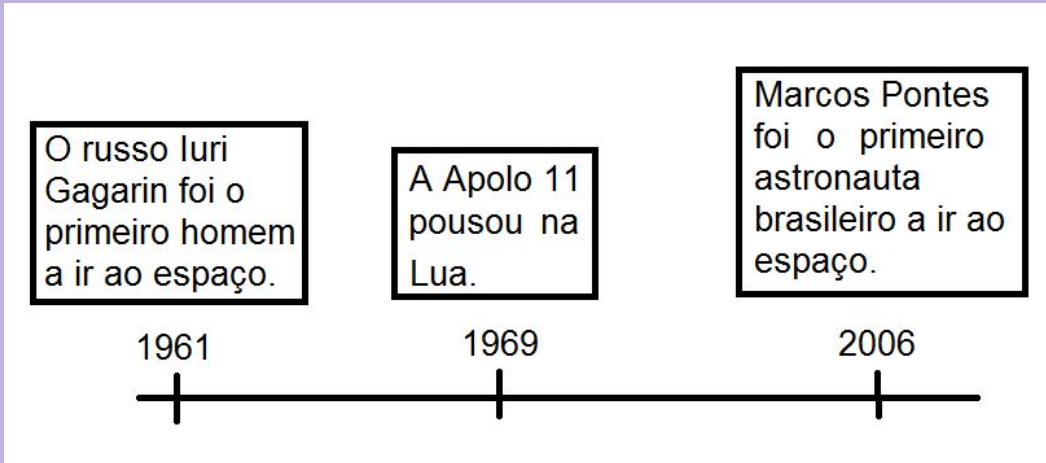 O russo Iuri
Gagarin foi o
primeiro homem
a ir ao espaço.
1961
A Apolo 11
pousou na
Lua.
1969
Marcos Pontes
foi o primeiro
astronauta
brasileiro a ir ao
espaço.
2006